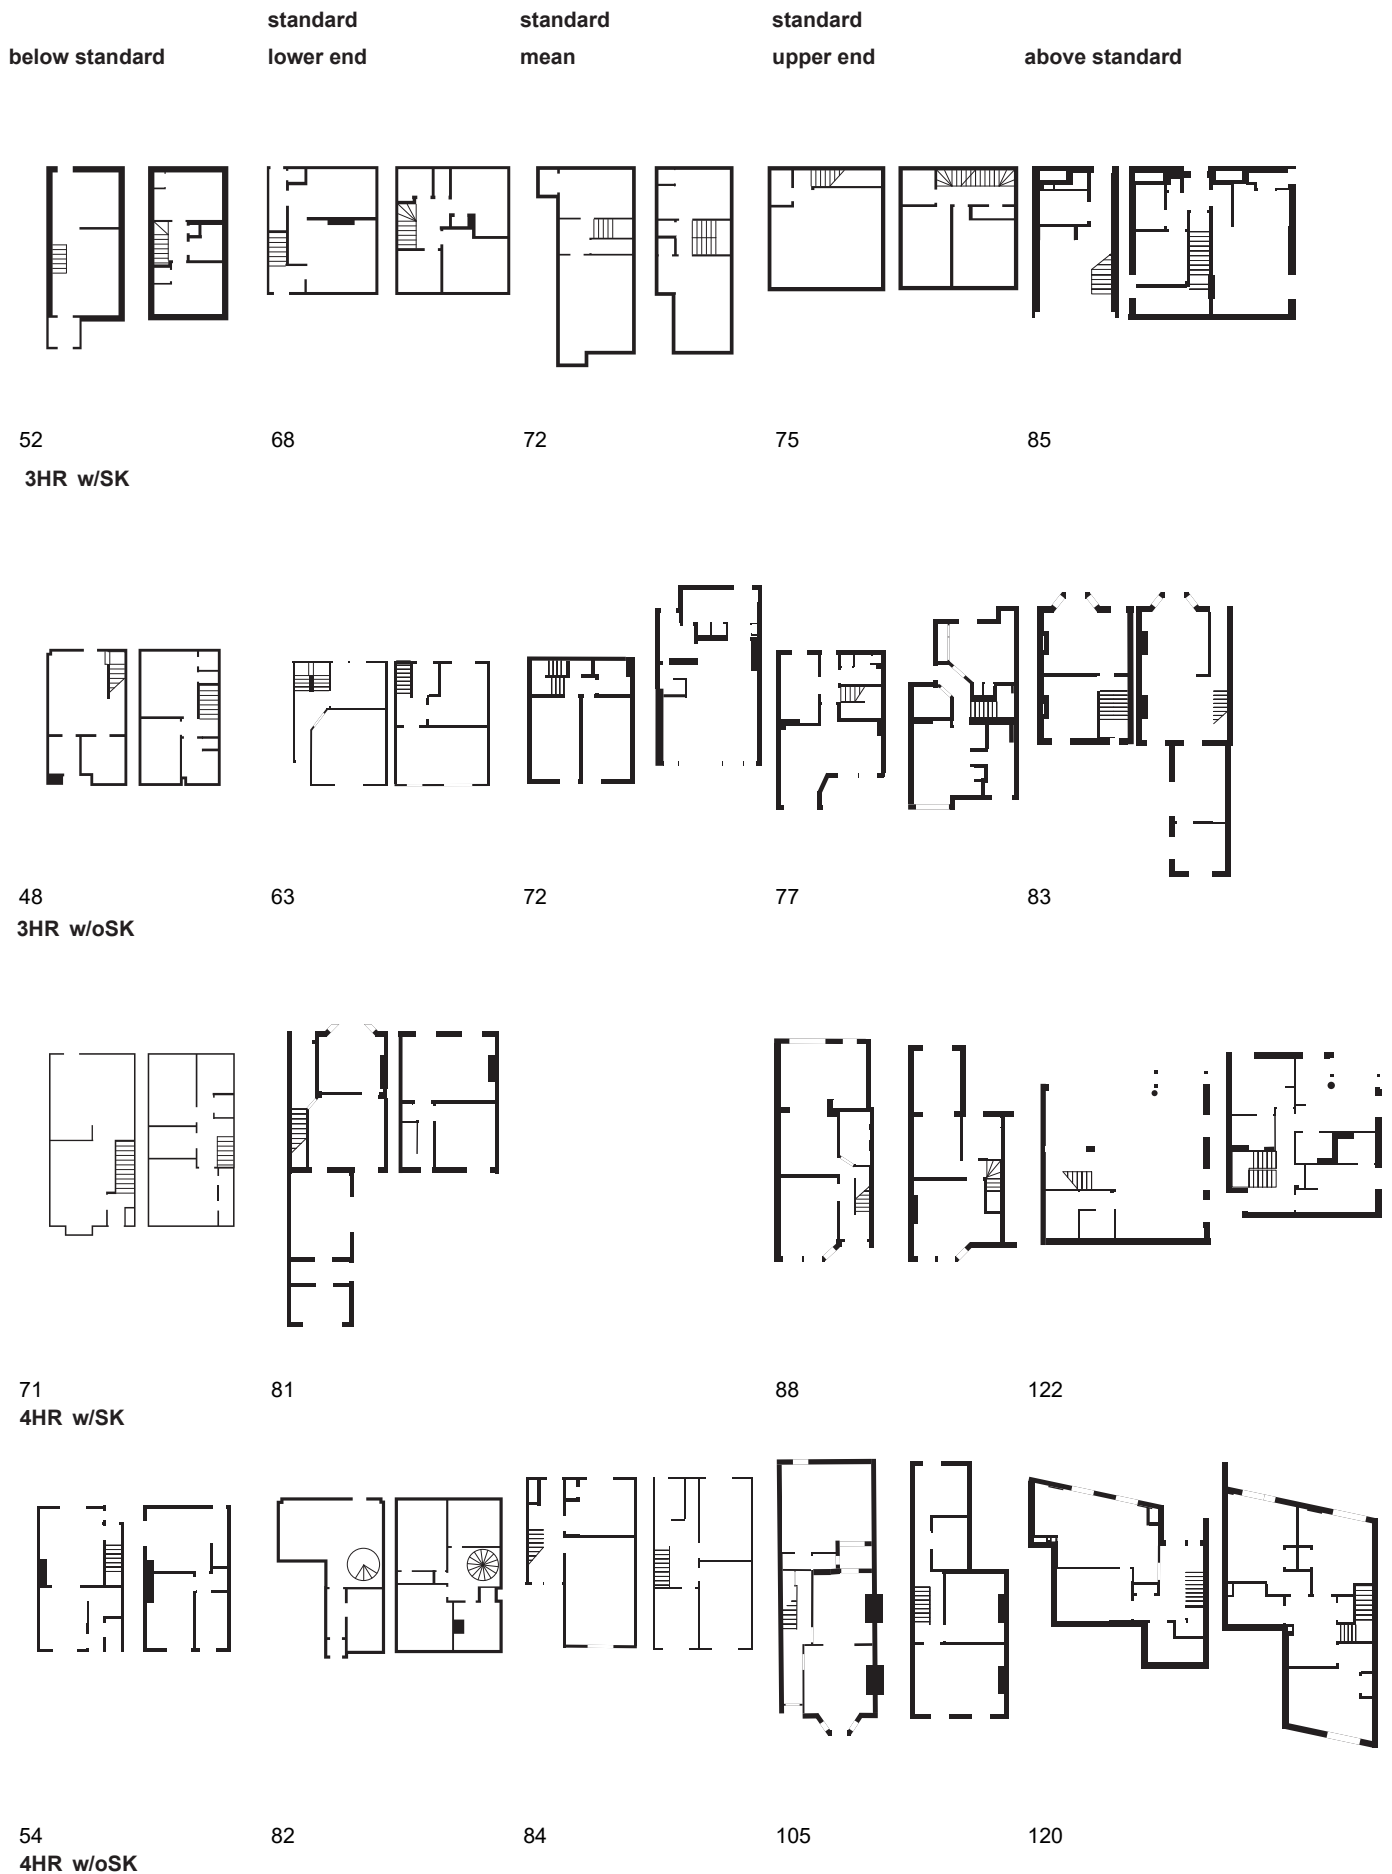 standard standard standard
below standard lower end mean upper end above standard
52 68 72 75 85
3HR w/SK
48 63 72 77 83
3HR w/oSK
71 81 88 122
4HR w/SK
54 82 84 105 120
4HR w/oSK